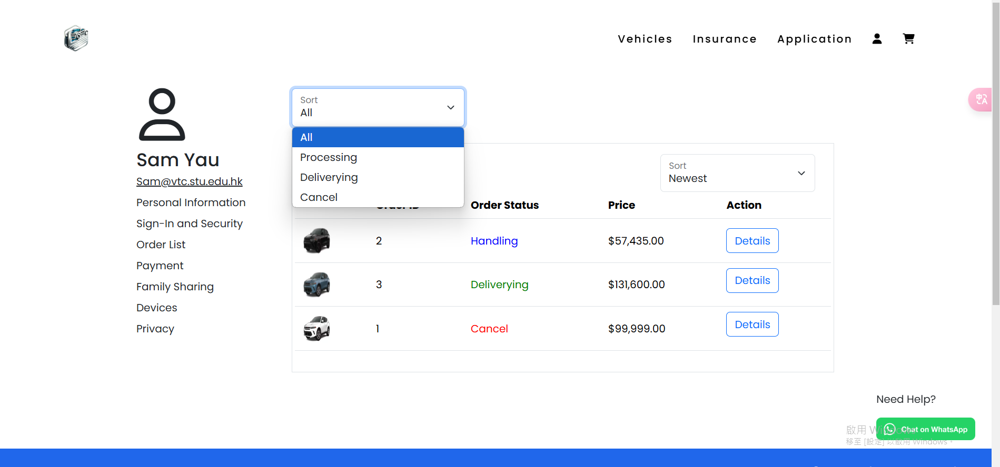 Vehicles
Insurance
Application
Sort
All
All
Processing
Deliverying
Cancel
Sort
Newest
Sam Yau
Sam@vtc.stu.edu.hk
Personal Information
Sign-In and Security
Order List
Payment
Family Sharing
Devices
Privacy
Order ID
Order Status
Price
Action
2
Handling
$57,435.00
Details
3
Deliverying
$131,600.00
Details
1
Cancel
$99,999.00
Details
Need Help?
Chat on WhatsApp
啟用 Windows
移至 [設定] 以啟用 Windows。